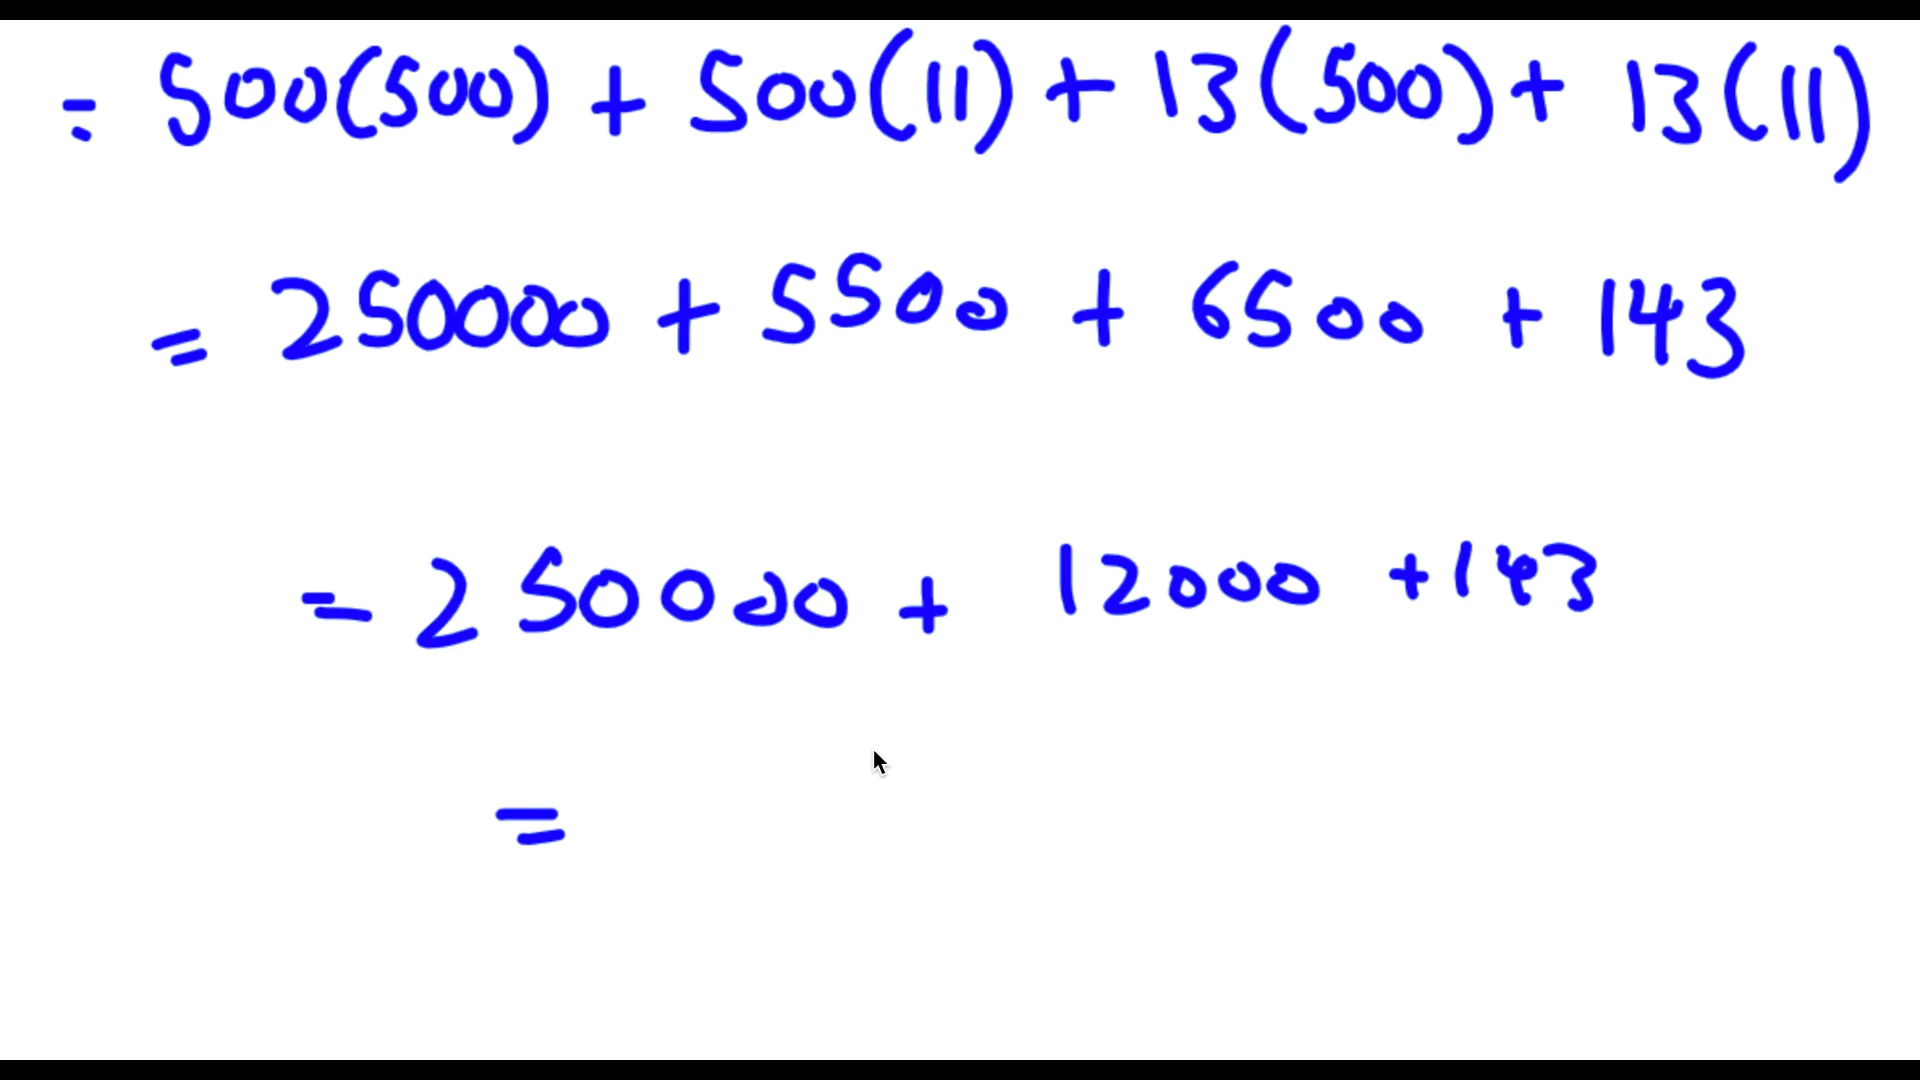 = 500(500) + 500(11) + 13(500) + 13(11)
= 250000 + 5500 + 6500 + 143
= 250000 + 12000 + 143
=